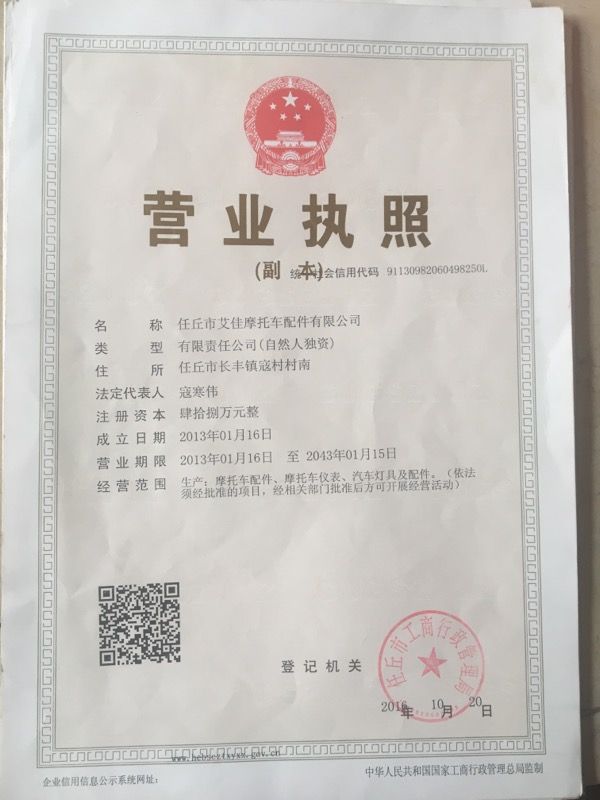 营业执照
(副 本)
统一社会信用代码 91130982060498250L
名称 任丘市艾佳摩托车配件有限公司
类型 有限责任公司(自然人独资)
住所 任丘市长丰镇寇村村南
法定代表人 寇寒伟
注册资本 肆拾捌万元整
成立日期 2013年01月16日
营业期限 2013年01月16日 至 2043年01月15日
经营范围 生产：摩托车配件、摩托车仪表、汽车灯具及配件。（依法
须经批准的项目，经相关部门批准后方可开展经营活动）
任丘市工商行政管理局
登记机关
2016年10月20日
企业信用信息公示系统网址：
中华人民共和国国家工商行政管理总局监制